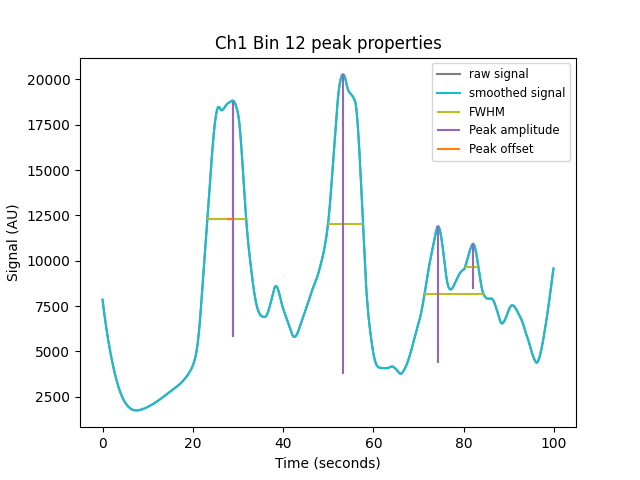 Ch1 Bin 12 peak properties
raw signal
smoothed signal
FWHM
Peak amplitude
Peak offset
Signal (AU)
20000
17500
15000
12500
10000
7500
5000
2500
0 20 40 60 80 100
Time (seconds)